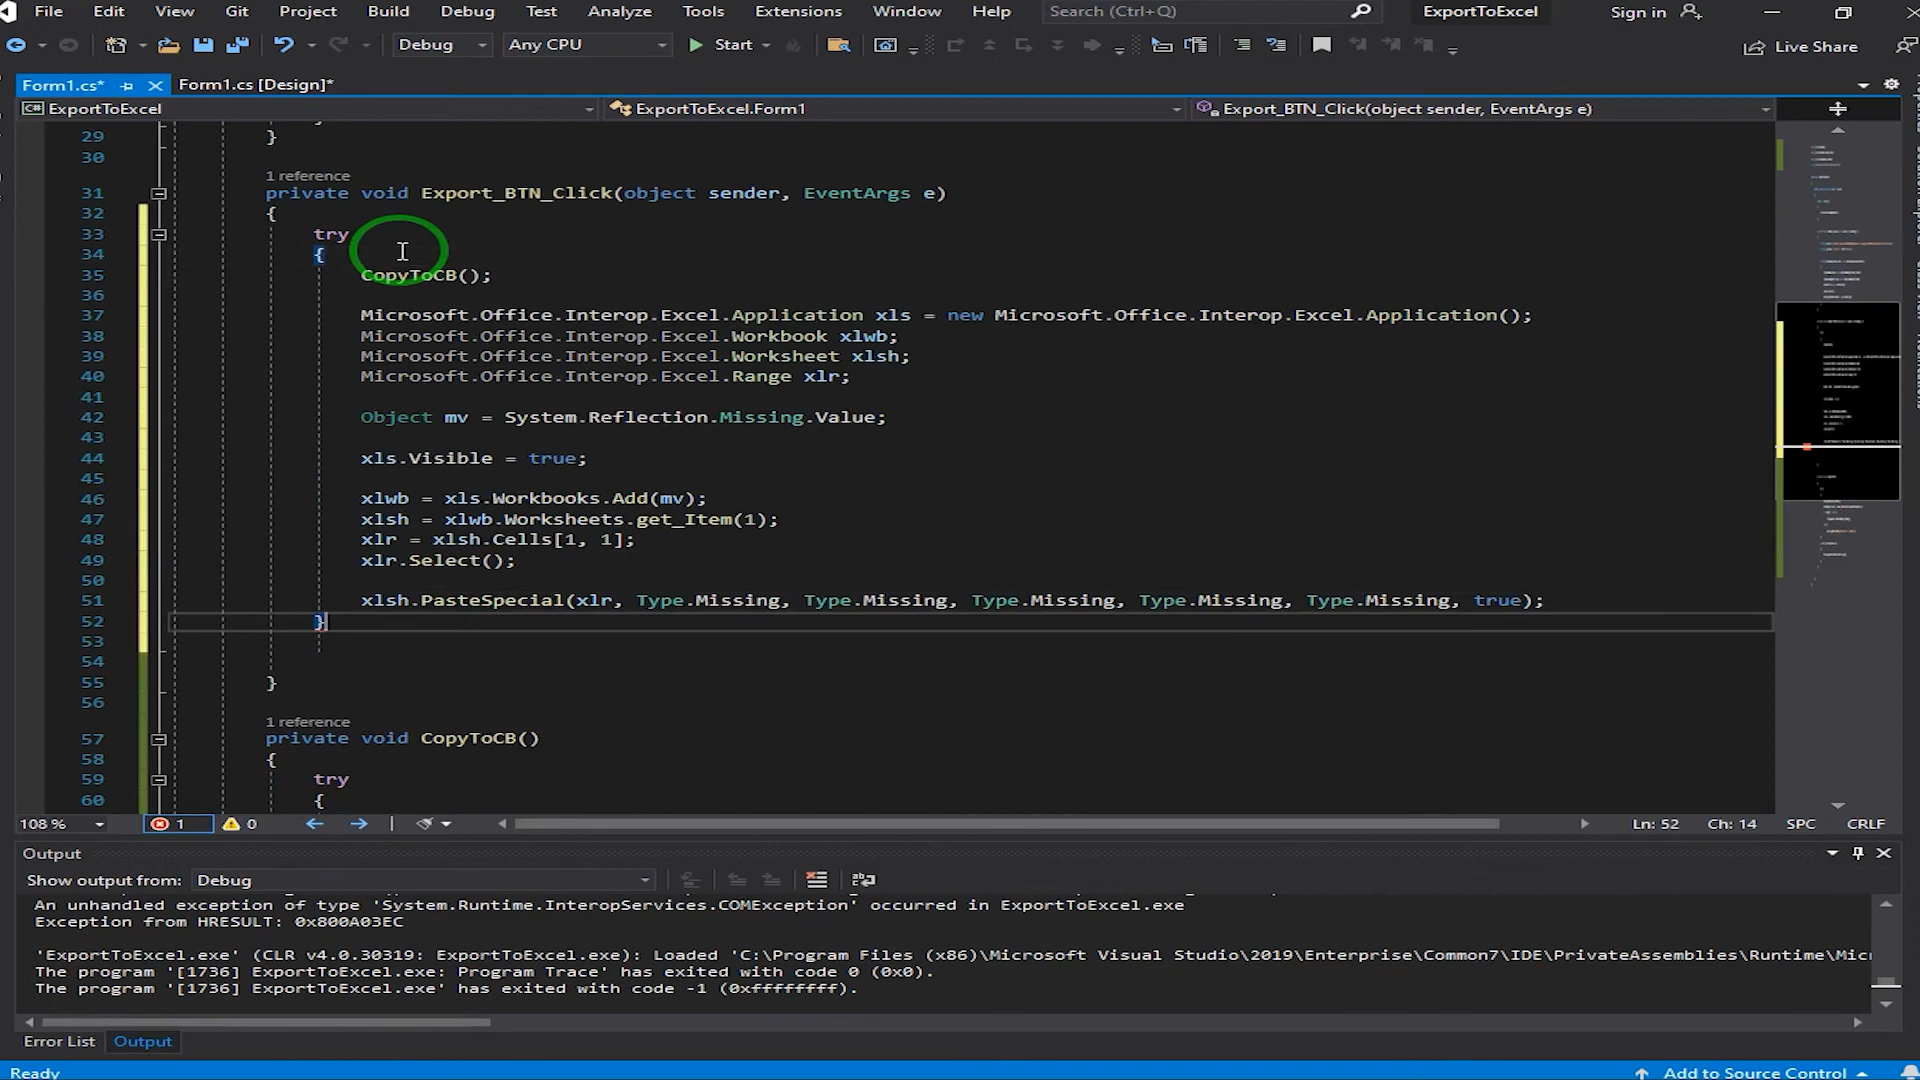 File Edit View Git Project Build Debug Test Analyze Tools Extensions Window Help Search (Ctrl+Q) ExportToExcel Sign in
Debug Any CPU Start Live Share
Form1.cs* Form1.cs [Design]*
ExportToExcel ExportToExcel.Form1 Export_BTN_Click(object sender, EventArgs e)
29 }
30
1 reference
31 private void Export_BTN_Click(object sender, EventArgs e)
32 {
33 try
34 {
35 CopyToCB();
36
37 Microsoft.Office.Interop.Excel.Application xls = new Microsoft.Office.Interop.Excel.Application();
38 Microsoft.Office.Interop.Excel.Workbook xlwb;
39 Microsoft.Office.Interop.Excel.Worksheet xlsh;
40 Microsoft.Office.Interop.Excel.Range xlr;
41
42 Object mv = System.Reflection.Missing.Value;
43
44 xls.Visible = true;
45
46 xlwb = xls.Workbooks.Add(mv);
47 xlsh = xlwb.Worksheets.get_Item(1);
48 xlr = xlsh.Cells[1, 1];
49 xlr.Select();
50
51 xlsh.PasteSpecial(xlr, Type.Missing, Type.Missing, Type.Missing, Type.Missing, Type.Missing, true);
52 }
53
54
55 }
56
1 reference
57 private void CopyToCB()
58 {
59 try
60 {
108 % 1 0 Ln: 52 Ch: 14 SPC CRLF
Output
Show output from: Debug
An unhandled exception of type 'System.Runtime.InteropServices.COMException' occurred in ExportToExcel.exe
Exception from HRESULT: 0x800A03EC
'ExportToExcel.exe' (CLR v4.0.30319: ExportToExcel.exe): Loaded 'C:\Program Files (x86)\Microsoft Visual Studio\2019\Enterprise\Common7\IDE\PrivateAssemblies\Runtime\Micr
The program '[1736] ExportToExcel.exe: Program Trace' has exited with code 0 (0x0).
The program '[1736] ExportToExcel.exe' has exited with code -1 (0xffffffff).
Error List Output
Ready Add to Source Control